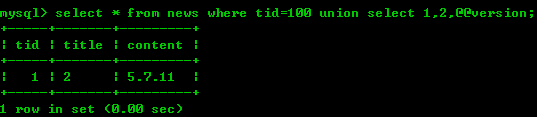 mysql> select * from news where tid=100 union select 1,2,@@version;
+-----+-------+---------+
| tid | title | content |
+-----+-------+---------+
|   1 | 2     | 5.7.11  |
+-----+-------+---------+
1 row in set (0.00 sec)